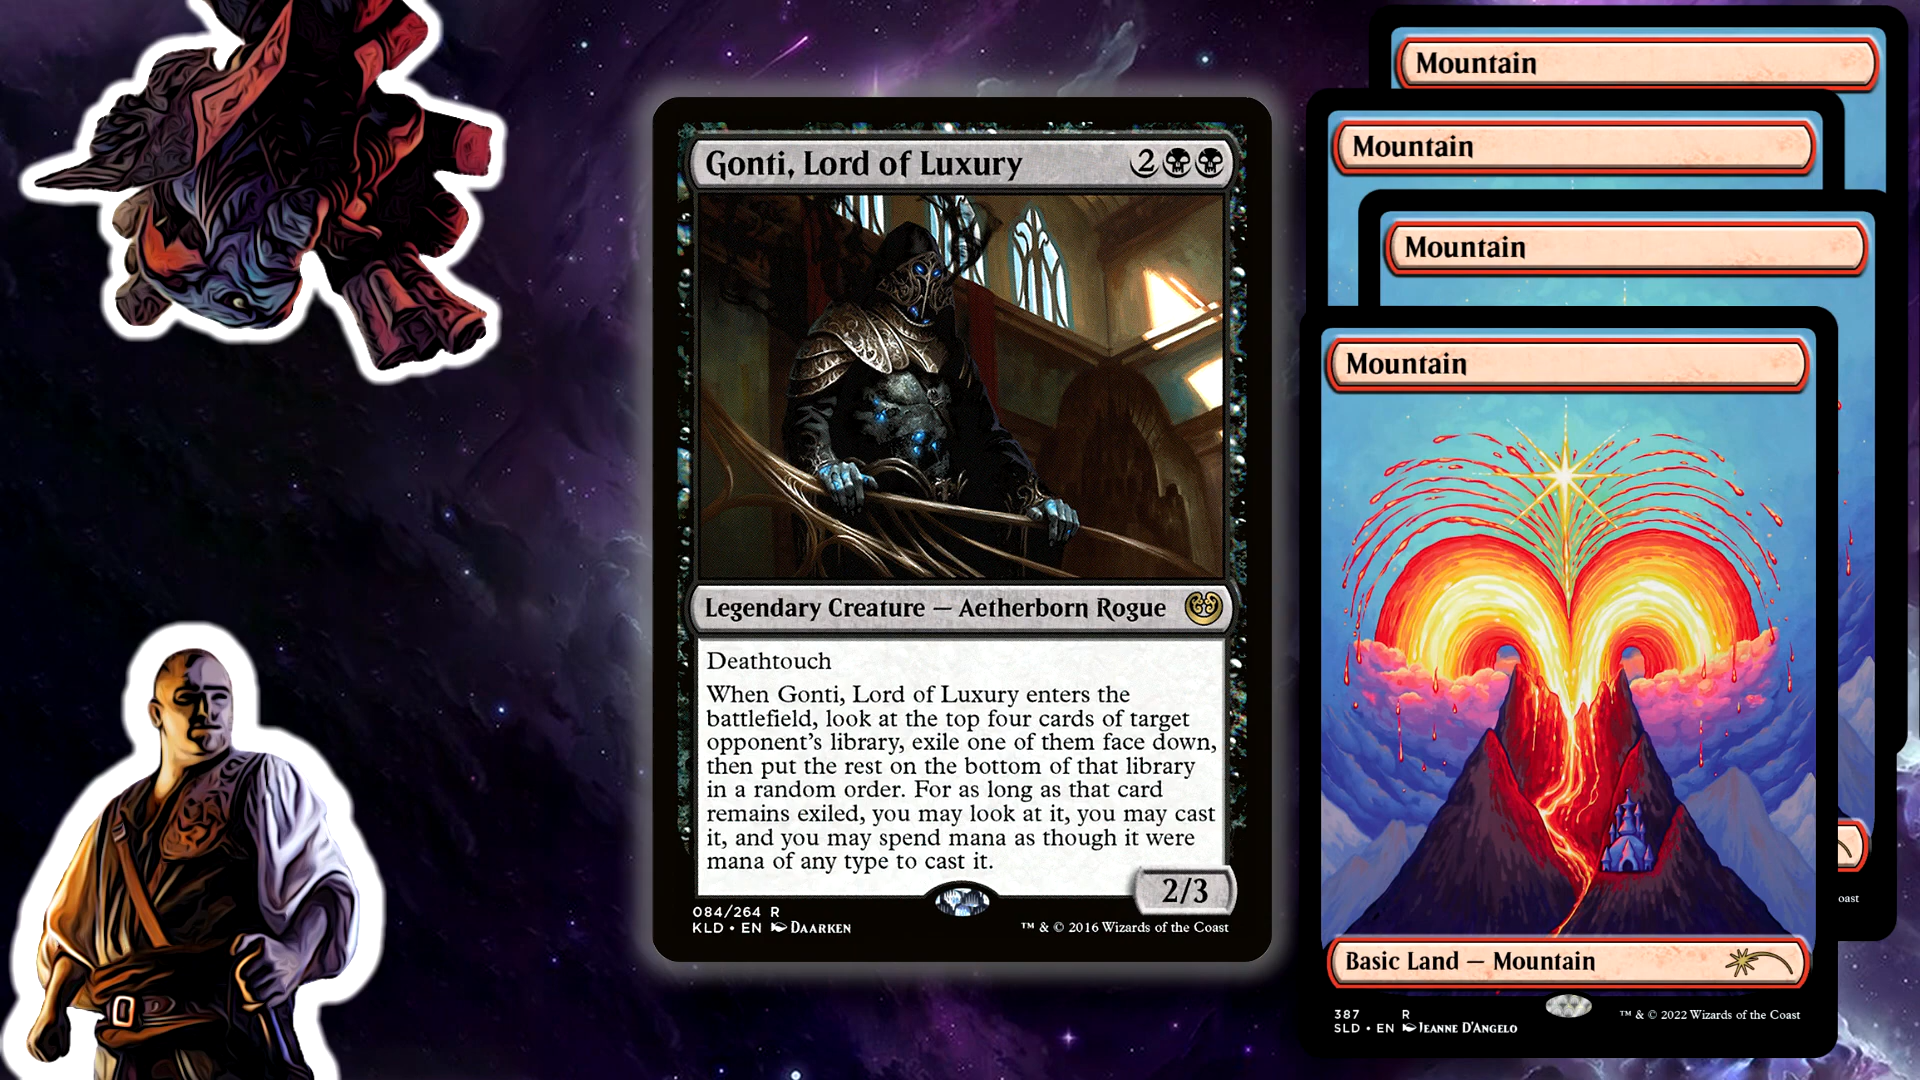 Gonti, Lord of Luxury
2
Legendary Creature — Aetherborn Rogue
Deathtouch
When Gonti, Lord of Luxury enters the
battlefield, look at the top four cards of target
opponent's library, exile one of them face down,
then put the rest on the bottom of that library
in a random order. For as long as that card
remains exiled, you may look at it, you may cast
it, and you may spend mana as though it were
mana of any type to cast it.
2/3
084/264 R
KLD • EN DAARKEN
™ & © 2016 Wizards of the Coast
Mountain
Mountain
Mountain
Mountain
Basic Land — Mountain
387 R
SLD • EN JEANNE D'ANGELO
™ & © 2022 Wizards of the Coast
oast